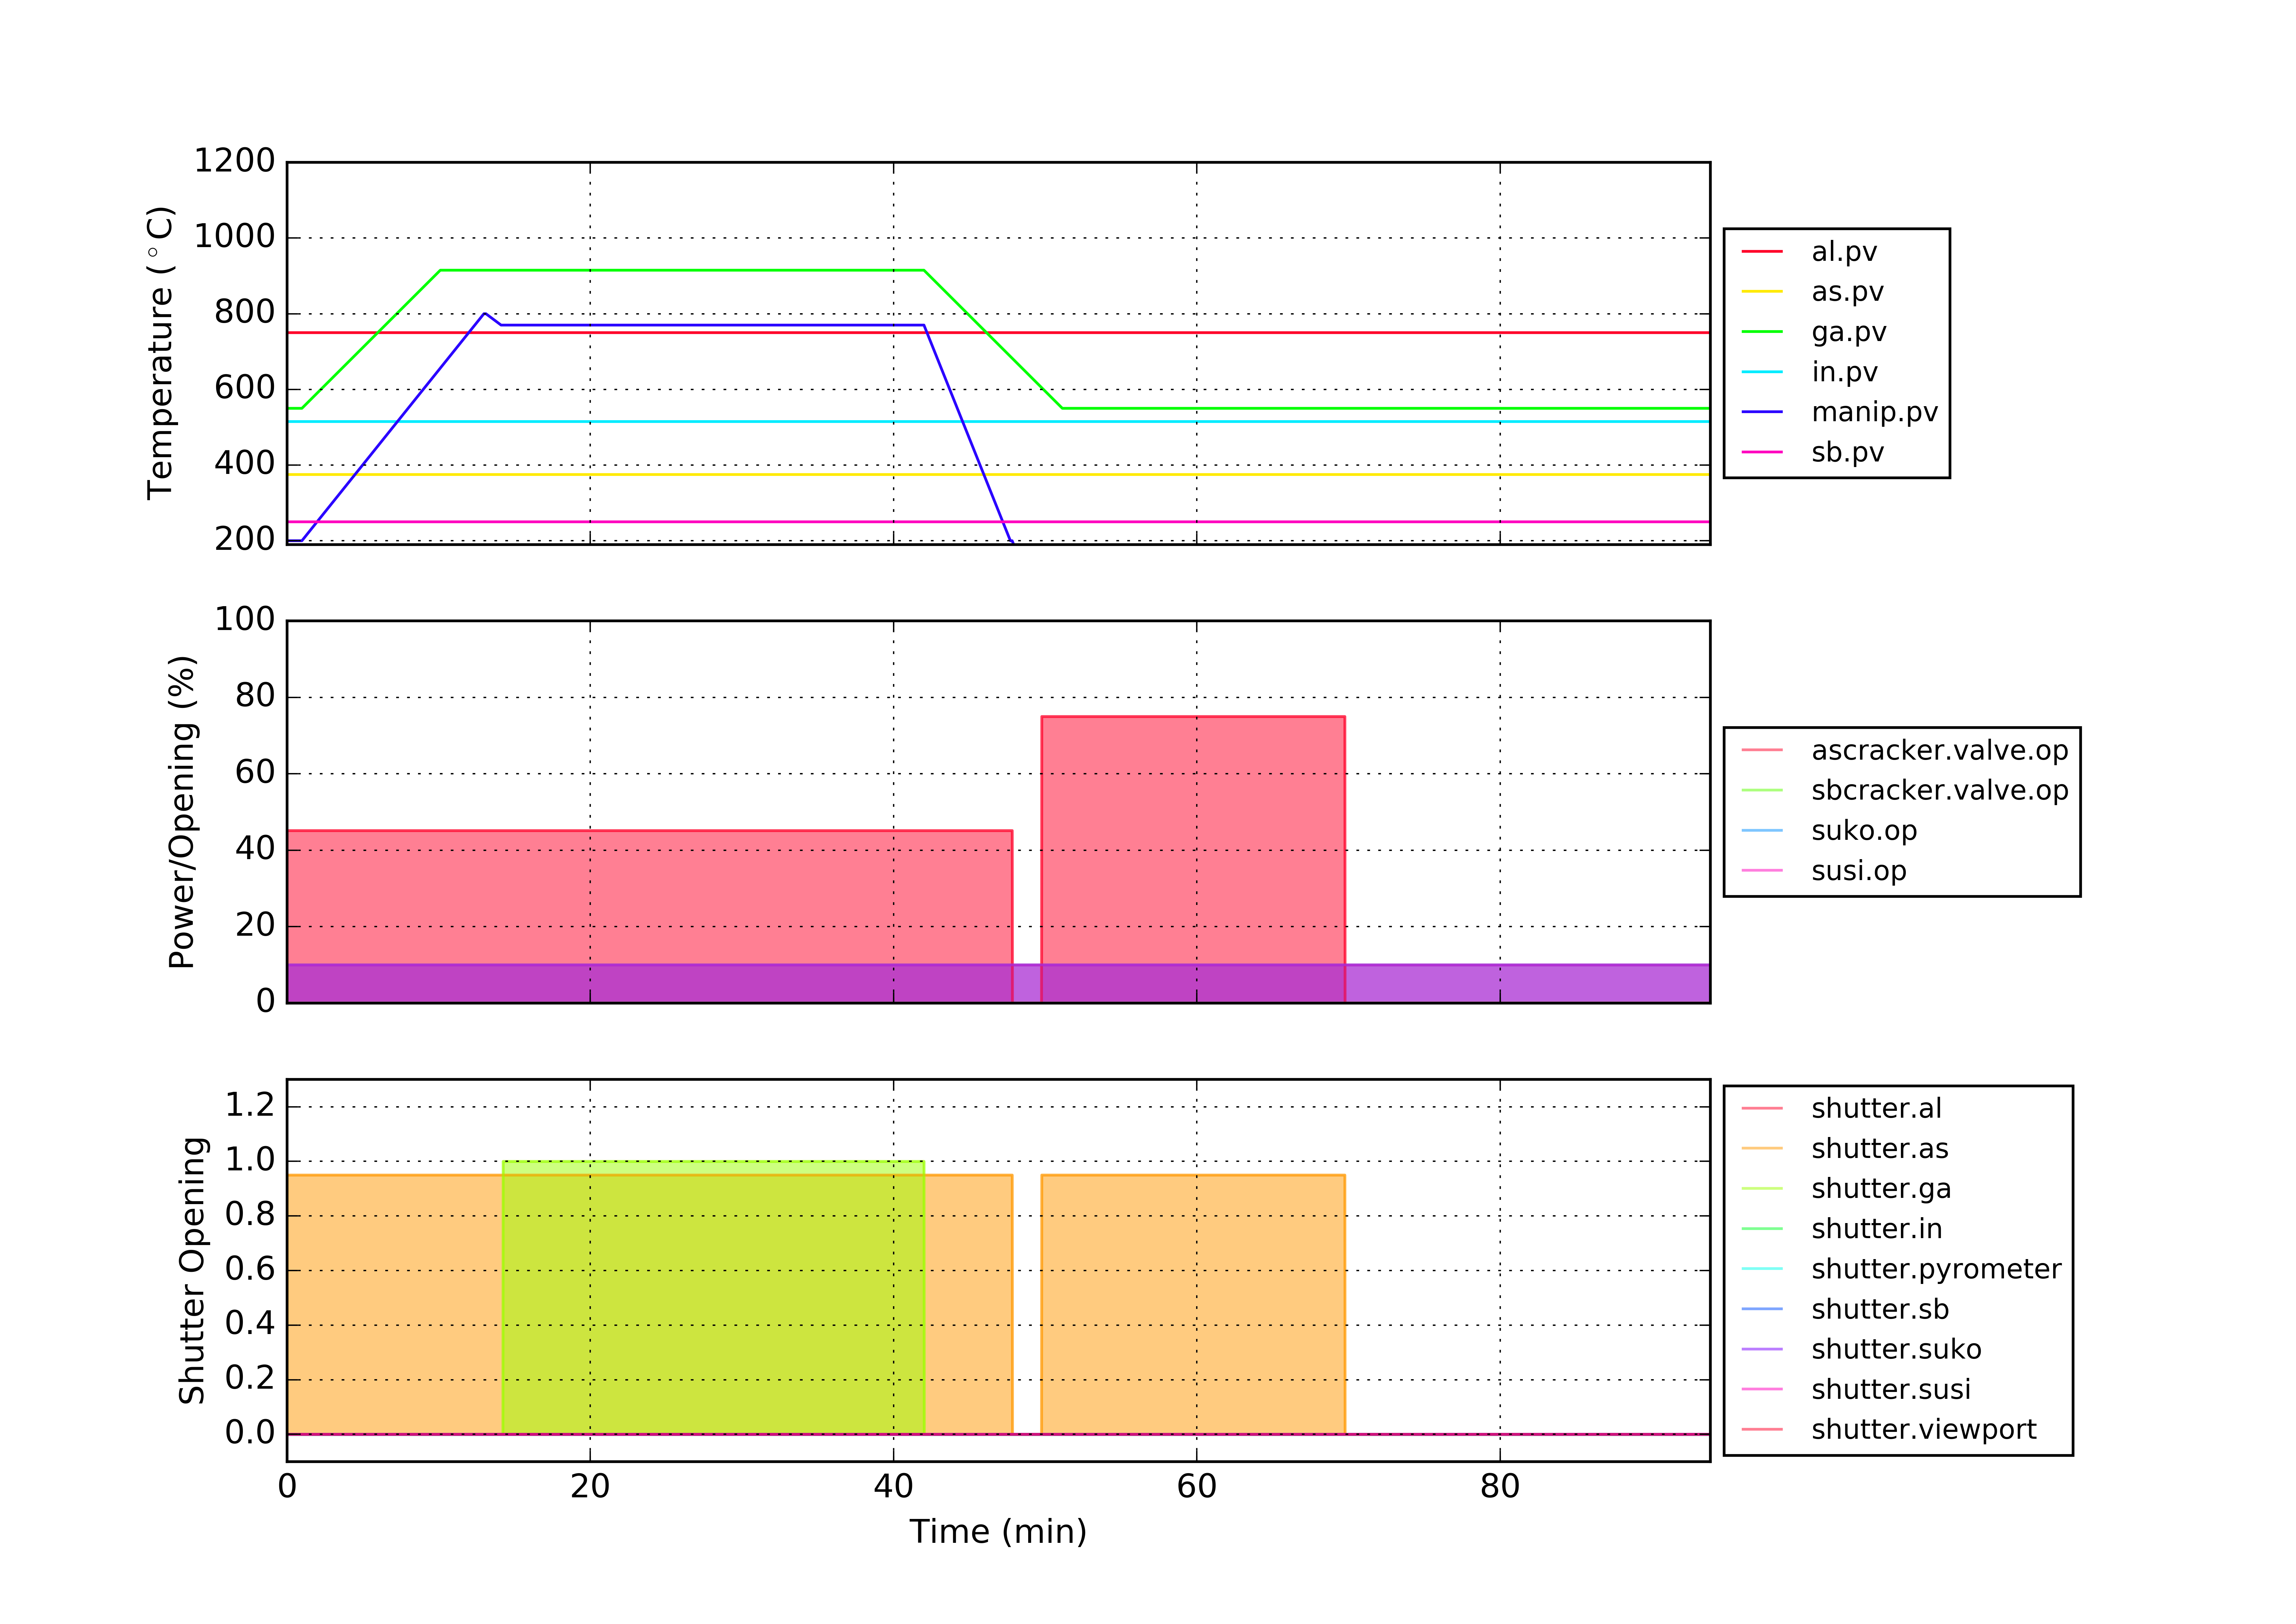 1200
1000
800
600
400
200
Temperature (°C)
al.pv
as.pv
ga.pv
in.pv
manip.pv
sb.pv
100
80
60
40
20
0
Power/Opening (%)
ascracker.valve.op
sbcracker.valve.op
suko.op
susi.op
1.2
1.0
0.8
0.6
0.4
0.2
0.0
Shutter Opening
shutter.al
shutter.as
shutter.ga
shutter.in
shutter.pyrometer
shutter.sb
shutter.suko
shutter.susi
shutter.viewport
0 20 40 60 80
Time (min)